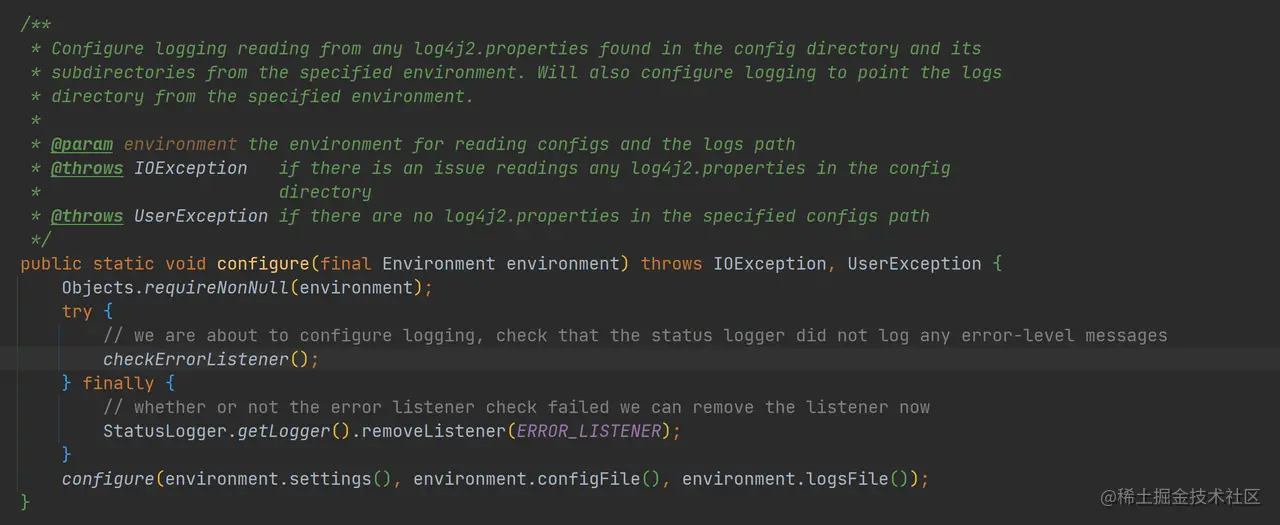 /**
 * Configure logging reading from any log4j2.properties found in the config directory and its
 * subdirectories from the specified environment. Will also configure logging to point the logs
 * directory from the specified environment.
 *
 * @param environment the environment for reading configs and the logs path
 * @throws IOException   if there is an issue readings any log4j2.properties in the config
 *                       directory
 * @throws UserException if there are no log4j2.properties in the specified configs path
 */
public static void configure(final Environment environment) throws IOException, UserException {
    Objects.requireNonNull(environment);
    try {
        // we are about to configure logging, check that the status logger did not log any error-level messages
        checkErrorListener();
    } finally {
        // whether or not the error listener check failed we can remove the listener now
        StatusLogger.getLogger().removeListener(ERROR_LISTENER);
    }
    configure(environment.settings(), environment.configFile(), environment.logsFile());
}
@稀土掘金技术社区